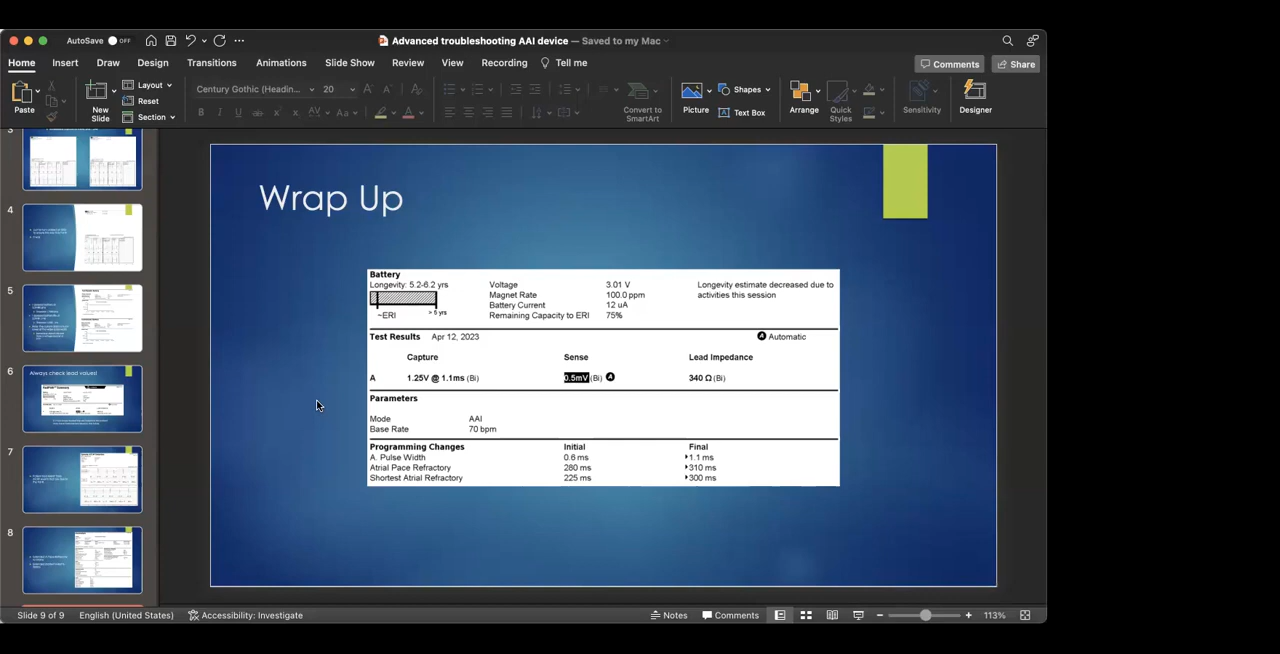 AutoSave OFF
Advanced troubleshooting AAI device — Saved to my Mac
Home Insert Draw Design Transitions Animations Slide Show Review View Recording Tell me Comments Share
Paste New Slide Layout Reset Section Century Gothic (Headin... 20 Convert to SmartArt Picture Shapes Text Box Arrange Quick Styles Sensitivity Designer
3
4
5
6
Always check lead values!
7
8
Wrap Up
Battery
Longevity: 5.2-6.2 yrs Voltage 3.01 V Longevity estimate decreased due to
Magnet Rate 100.0 ppm activities this session
Battery Current 12 uA
~ERI > 5 yrs Remaining Capacity to ERI 75%
Test Results Apr 12, 2023 A Automatic
Capture Sense Lead Impedance
A 1.25V @ 1.1ms (Bi) 0.5mV (Bi) A 340 Ω (Bi)
Parameters
Mode AAI
Base Rate 70 bpm
Programming Changes Initial Final
A. Pulse Width 0.6 ms 1.1 ms
Atrial Pace Refractory 280 ms 310 ms
Shortest Atrial Refractory 225 ms 300 ms
Slide 9 of 9 English (United States) Accessibility: Investigate Notes Comments 113%